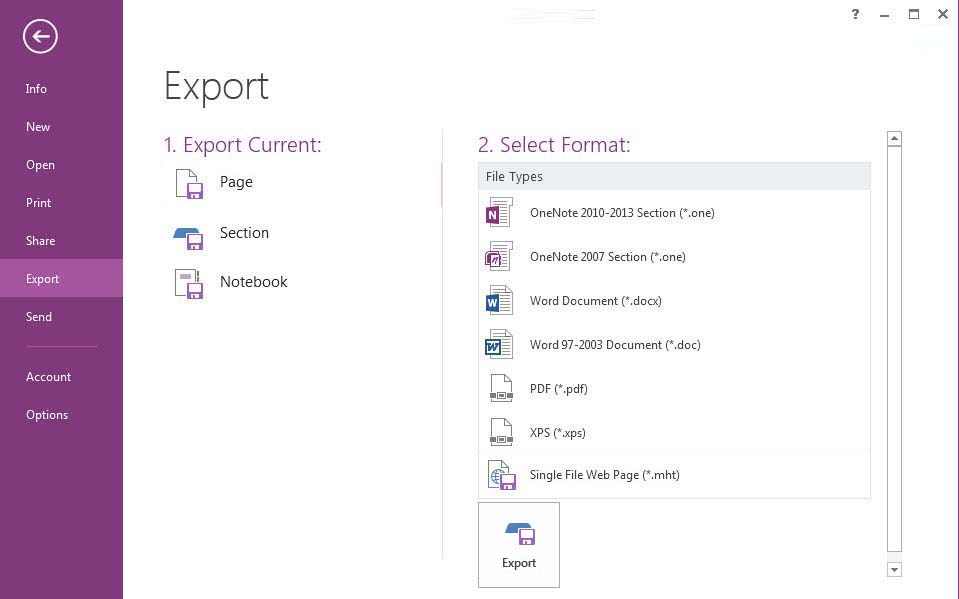 ?
Info
New
Open
Print
Share
Export
Send
Account
Options
Export
1. Export Current:
Page
Section
Notebook
2. Select Format:
File Types
OneNote 2010-2013 Section (*.one)
OneNote 2007 Section (*.one)
Word Document (*.docx)
Word 97-2003 Document (*.doc)
PDF (*.pdf)
XPS (*.xps)
Single File Web Page (*.mht)
Export